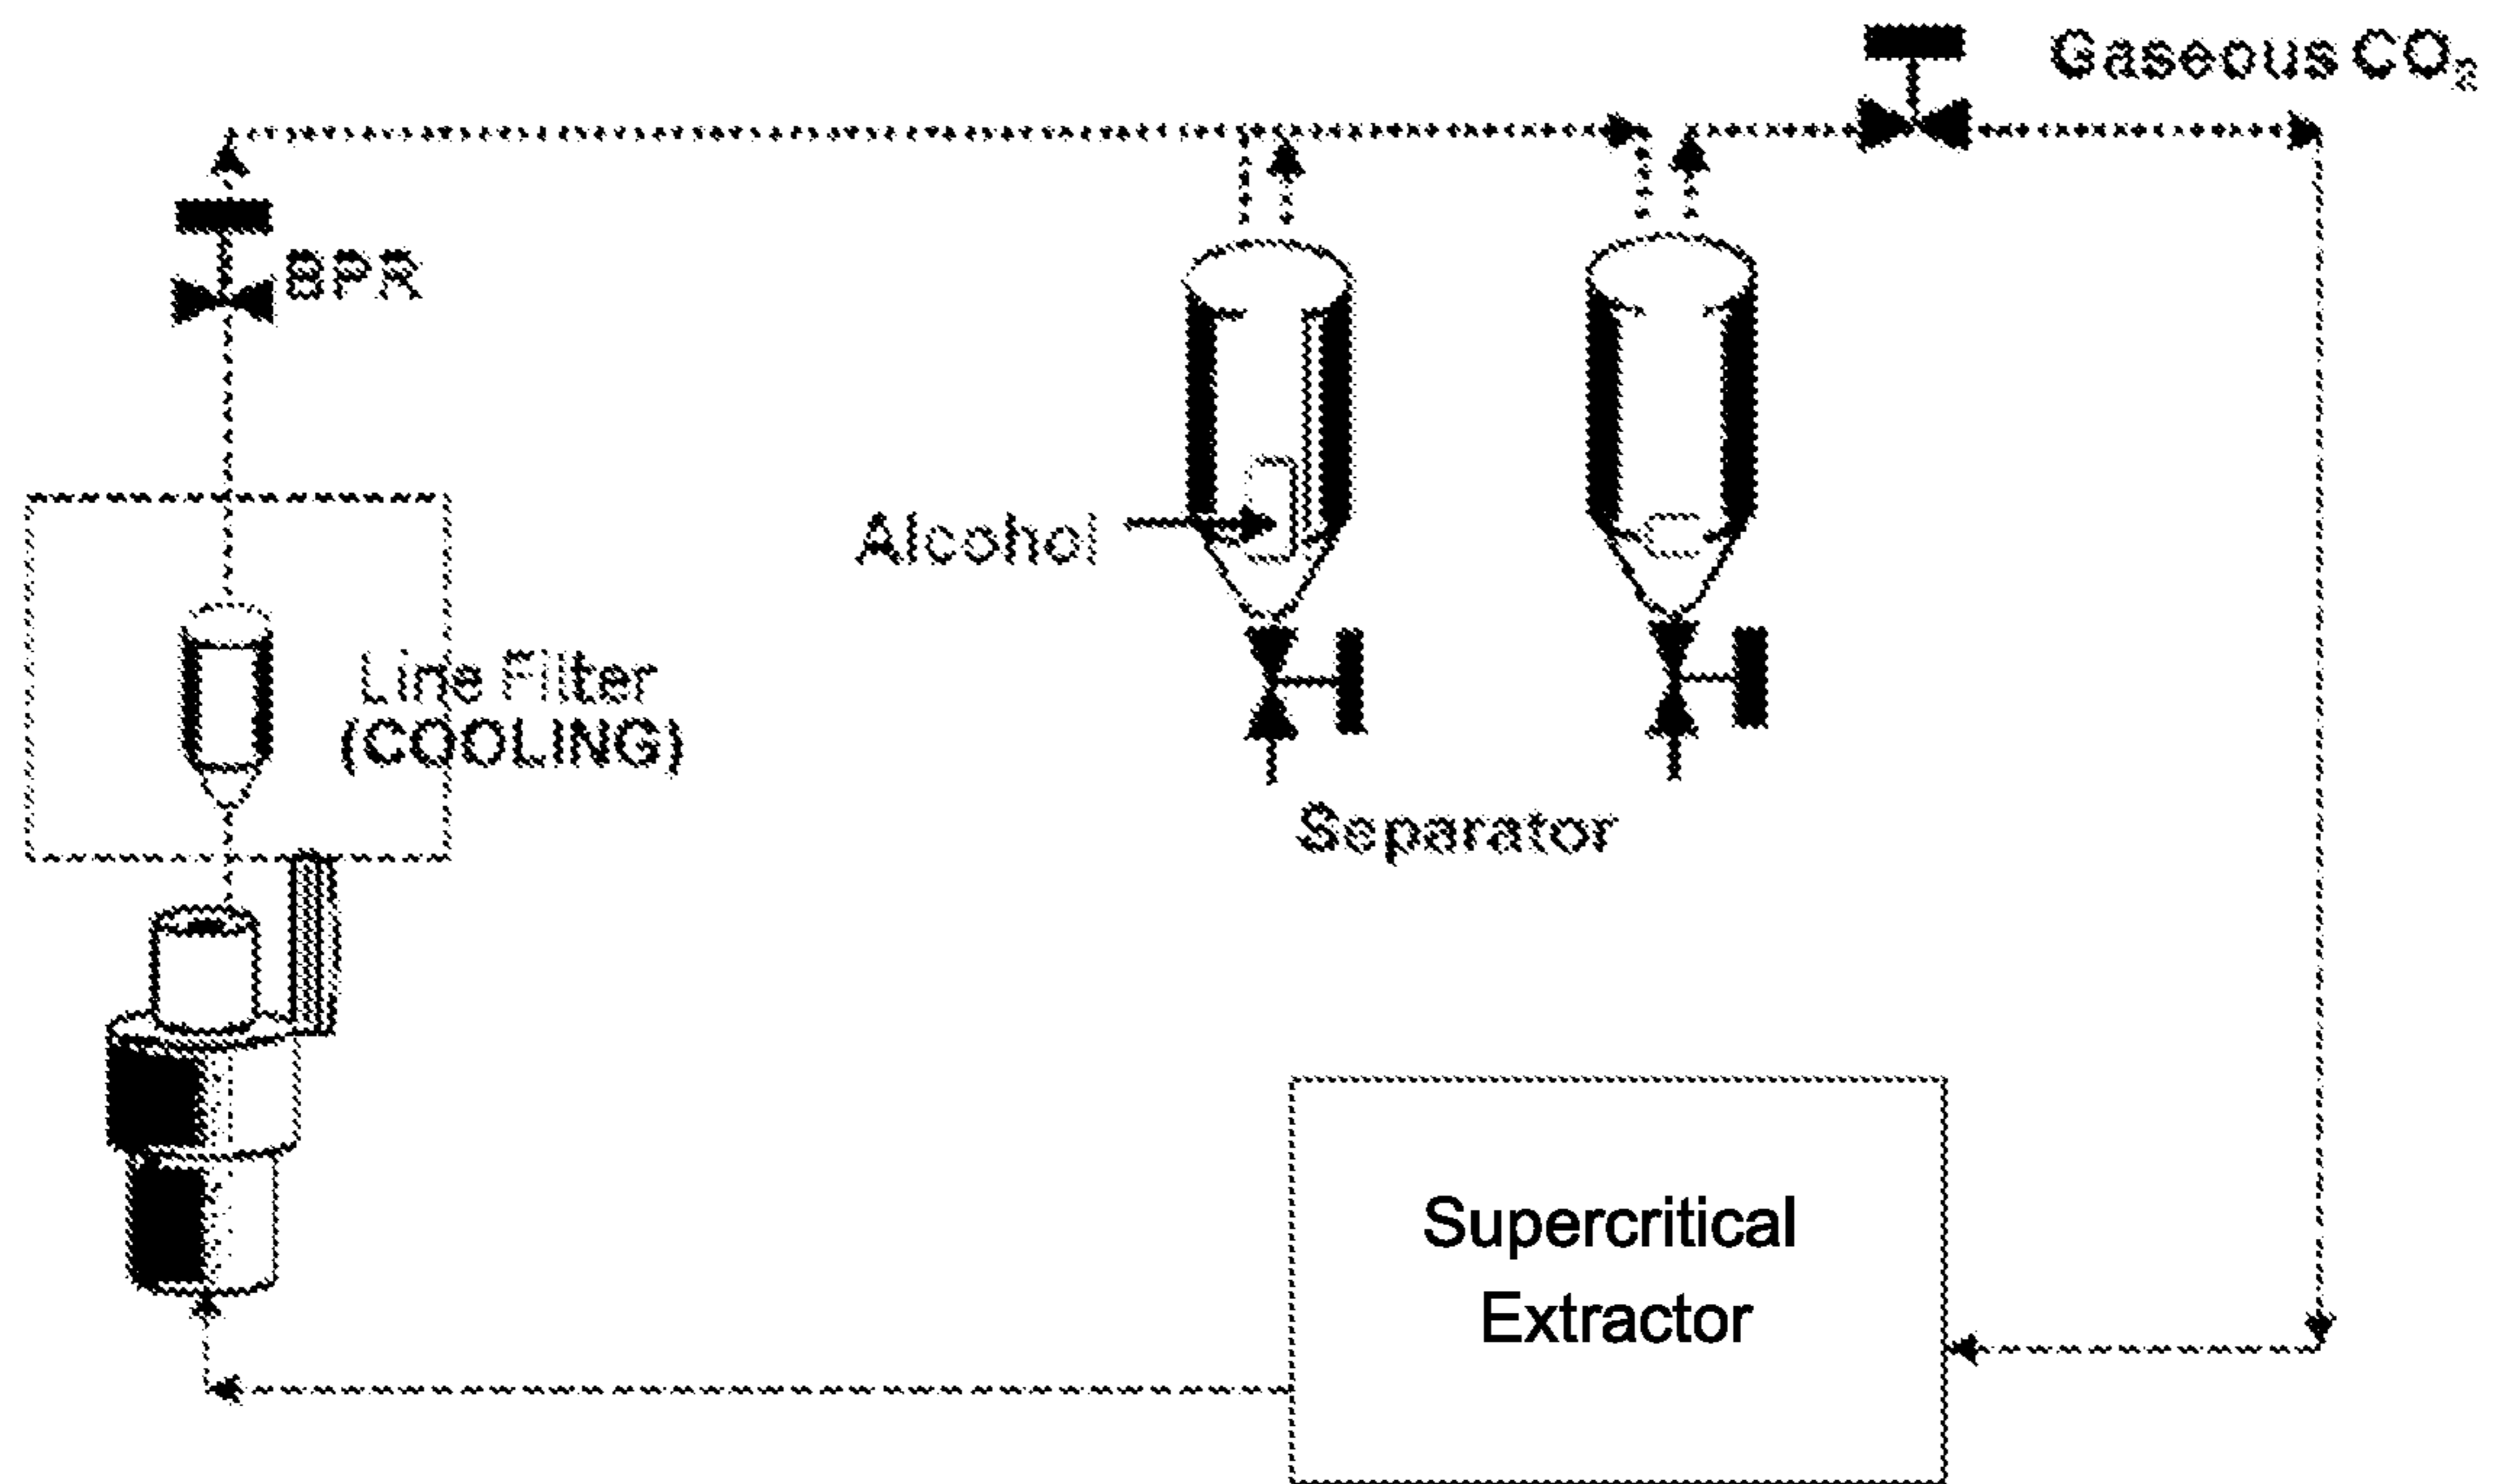 Gaseous CO₂
BPR
Alcohol
Line Filter
(COOLING)
Separator
Supercritical
Extractor